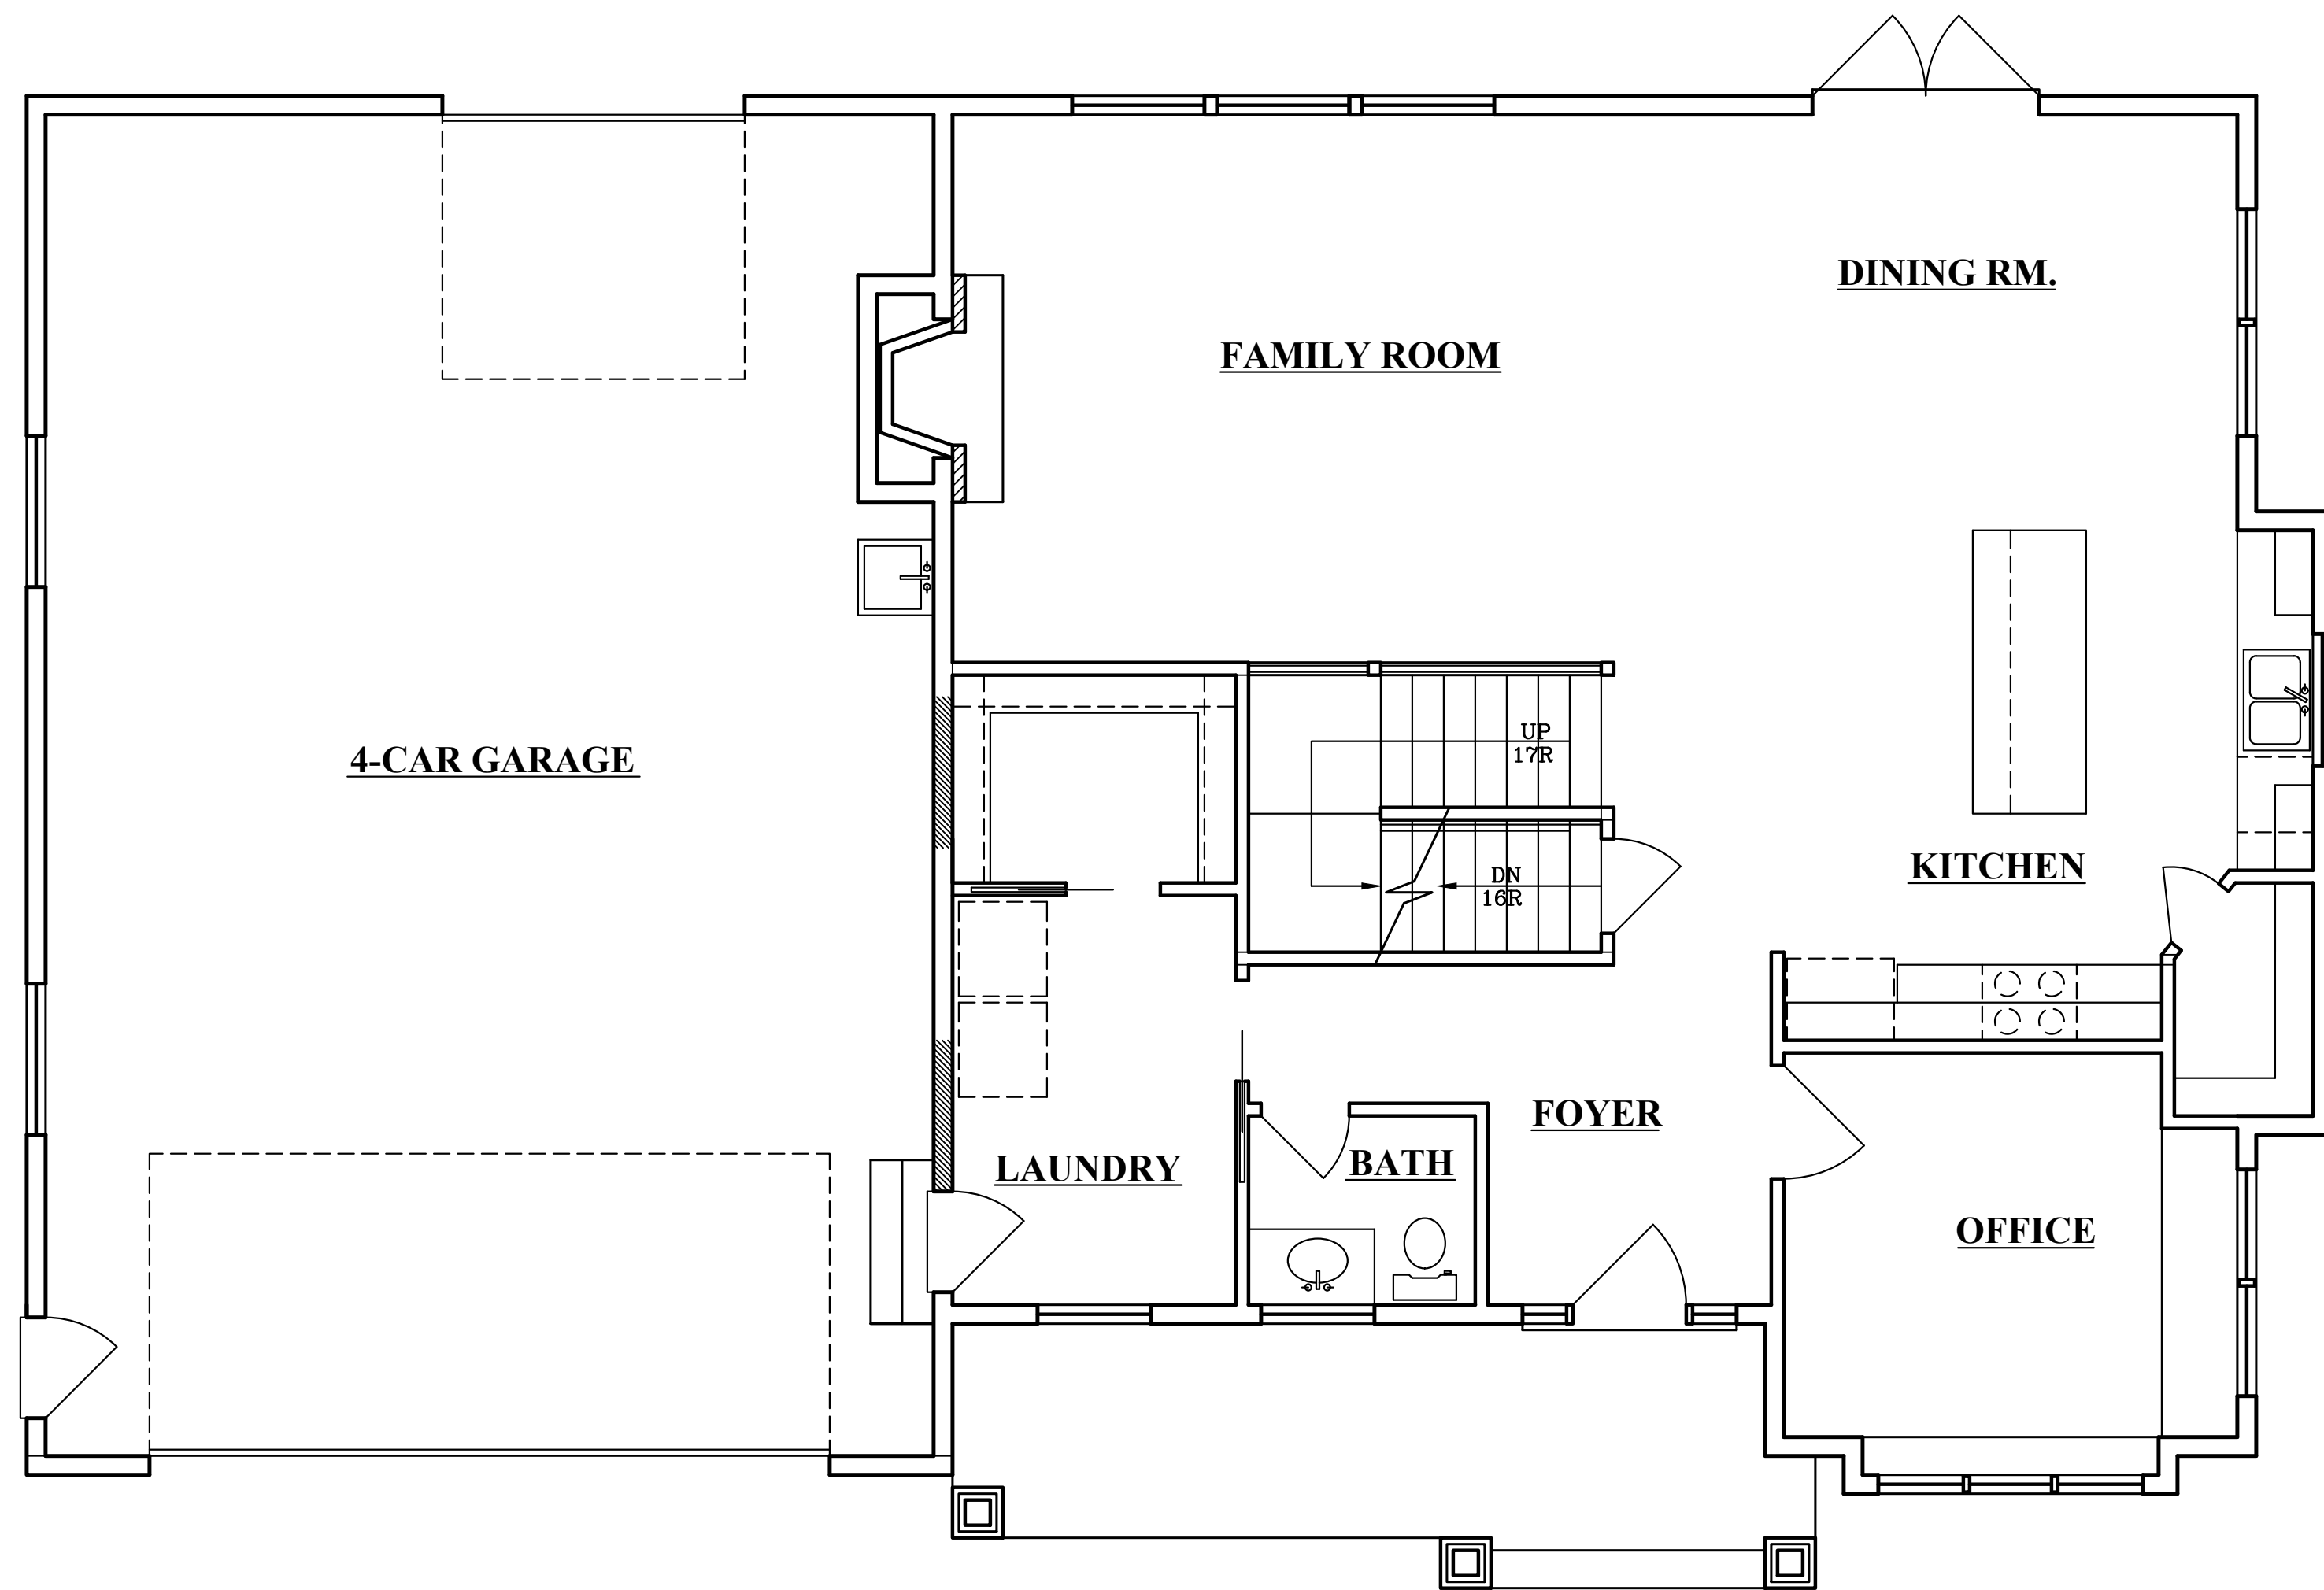 DINING RM.
FAMILY ROOM
4-CAR GARAGE
UP
17R
KITCHEN
DN
16R
FOYER
LAUNDRY
BATH
OFFICE